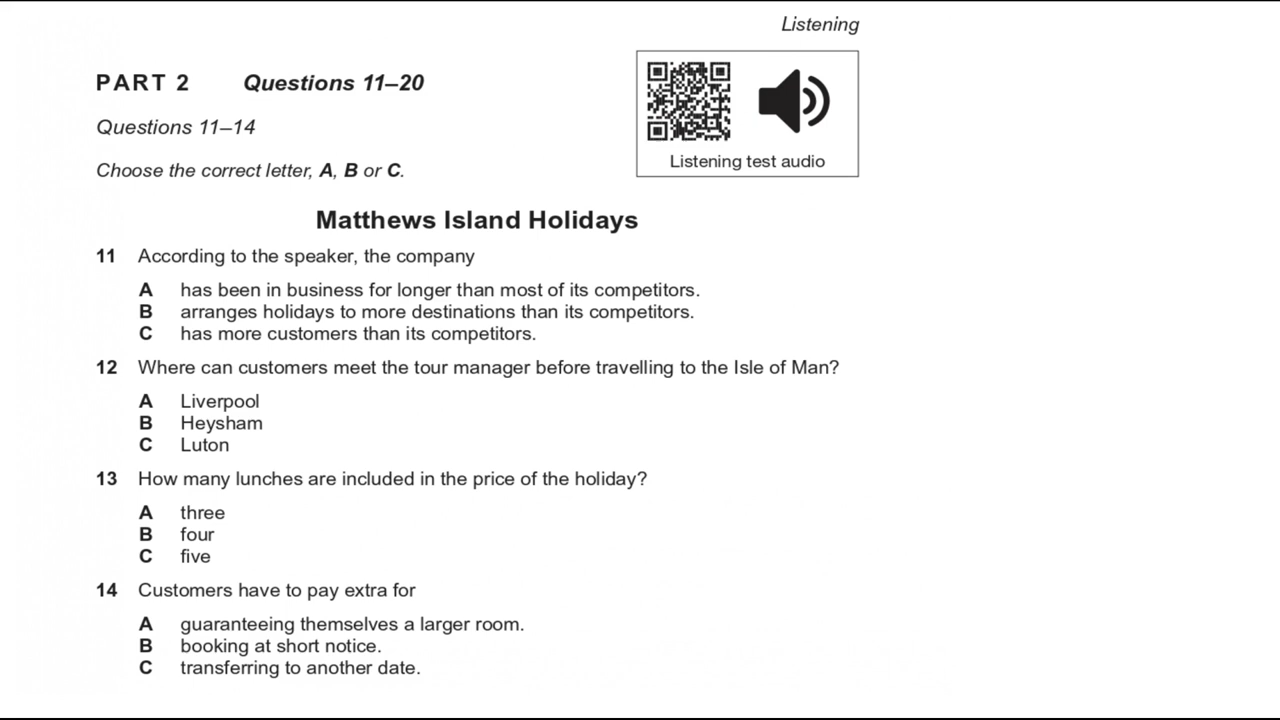 Listening
PART 2 Questions 11–20
Listening test audio
Questions 11–14
Choose the correct letter, A, B or C.
Matthews Island Holidays
11 According to the speaker, the company
A has been in business for longer than most of its competitors.
B arranges holidays to more destinations than its competitors.
C has more customers than its competitors.
12 Where can customers meet the tour manager before travelling to the Isle of Man?
A Liverpool
B Heysham
C Luton
13 How many lunches are included in the price of the holiday?
A three
B four
C five
14 Customers have to pay extra for
A guaranteeing themselves a larger room.
B booking at short notice.
C transferring to another date.